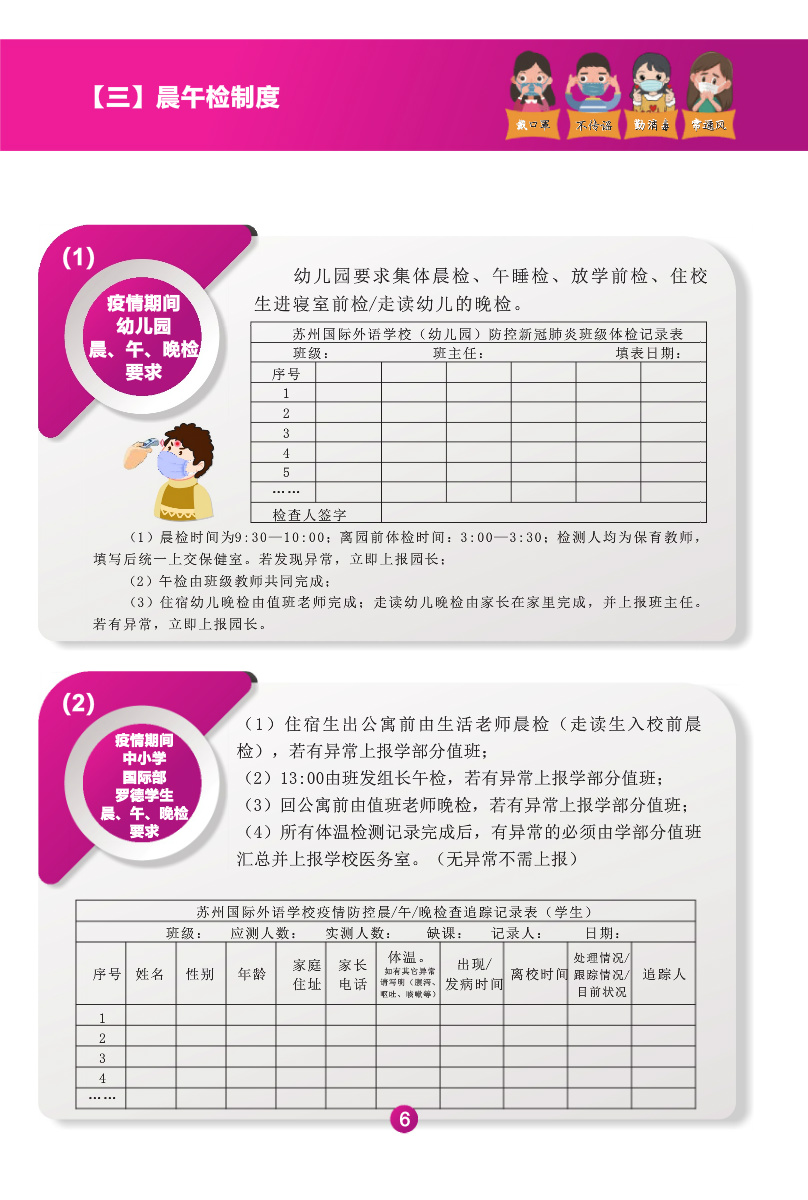 【三】晨午检制度
戴口罩 不传谣 勤消毒 常通风
(1)
疫情期间
幼儿园
晨、午、晚检
要求
幼儿园要求集体晨检、午睡检、放学前检、住校
生进寝室前检/走读幼儿的晚检。
苏州国际外语学校（幼儿园）防控新冠肺炎班级体检记录表
班级： 班主任： 填表日期：
序号
1
2
3
4
5
……
检查人签字
（1）晨检时间为9:30—10:00；离园前体检时间：3:00—3:30；检测人均为保育教师，
填写后统一上交保健室。若发现异常，立即上报园长；
（2）午检由班级教师共同完成；
（3）住宿幼儿晚检由值班老师完成；走读幼儿晚检由家长在家里完成，并上报班主任。
若有异常，立即上报园长。
(2)
疫情期间
中小学
国际部
罗德学生
晨、午、晚检
要求
（1）住宿生出公寓前由生活老师晨检（走读生入校前晨
检），若有异常上报学部分值班；
（2）13:00由班发组长午检，若有异常上报学部分值班；
（3）回公寓前由值班老师晚检，若有异常上报学部分值班；
（4）所有体温检测记录完成后，有异常的必须由学部分值班
汇总并上报学校医务室。（无异常不需上报）
苏州国际外语学校疫情防控晨/午/晚检查追踪记录表（学生）
班级： 应测人数： 实测人数： 缺课： 记录人： 日期：
序号 姓名 性别 年龄 家庭住址 家长电话 体温。如有其它异常请写明（腹泻、呕吐、咳嗽等） 出现/发病时间 离校时间 处理情况/跟踪情况/目前状况 追踪人
1
2
3
4
……
6